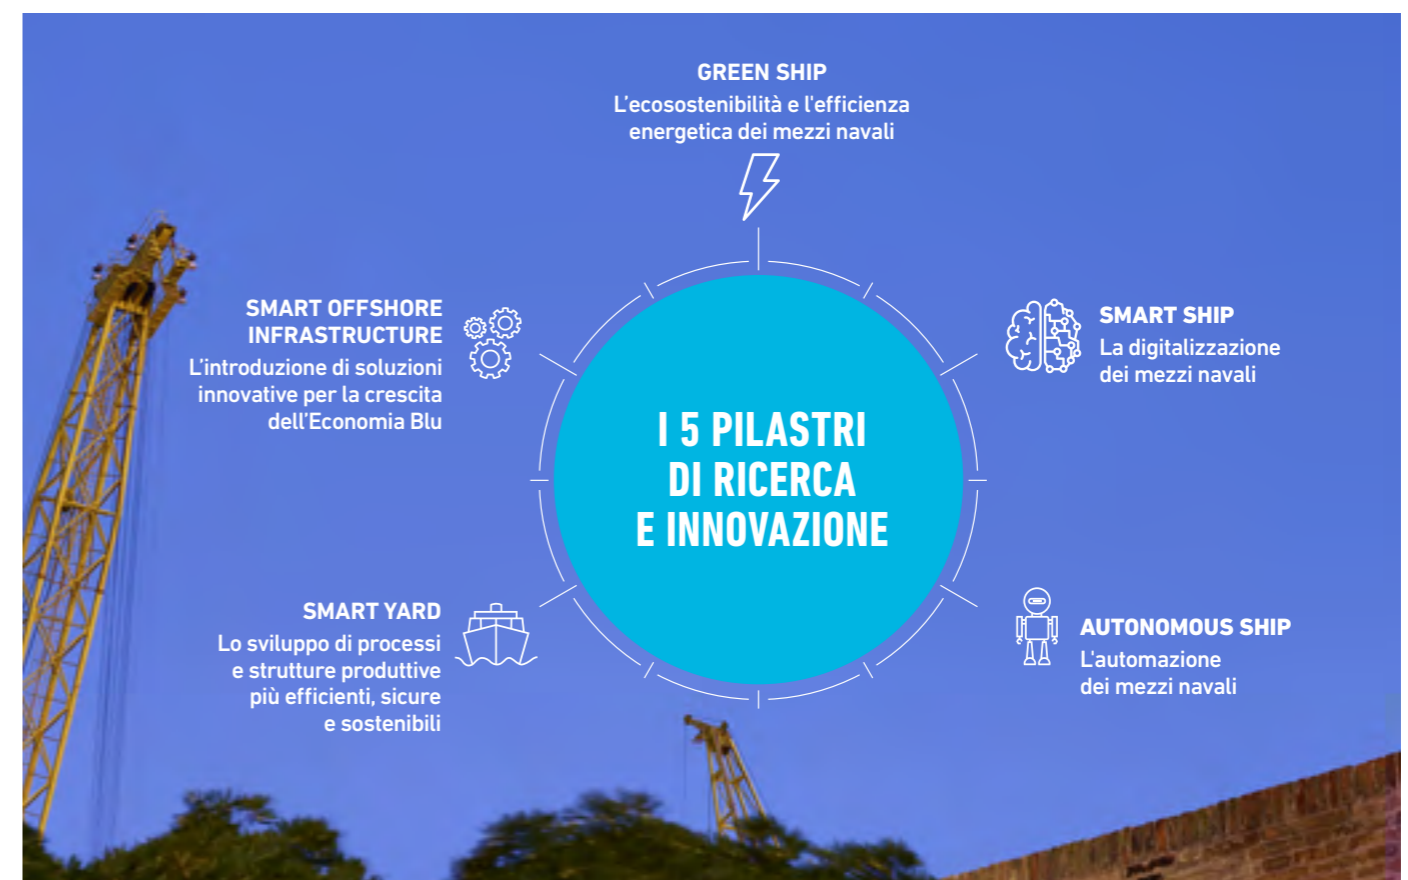 GREEN SHIP
L’ecosostenibilità e l'efficienza
energetica dei mezzi navali
SMART OFFSHORE
INFRASTRUCTURE
L’introduzione di soluzioni
innovative per la crescita
dell’Economia Blu
SMART SHIP
La digitalizzazione
dei mezzi navali
I 5 PILASTRI
DI RICERCA
E INNOVAZIONE
SMART YARD
Lo sviluppo di processi
e strutture produttive
più efficienti, sicure
e sostenibili
AUTONOMOUS SHIP
L'automazione
dei mezzi navali